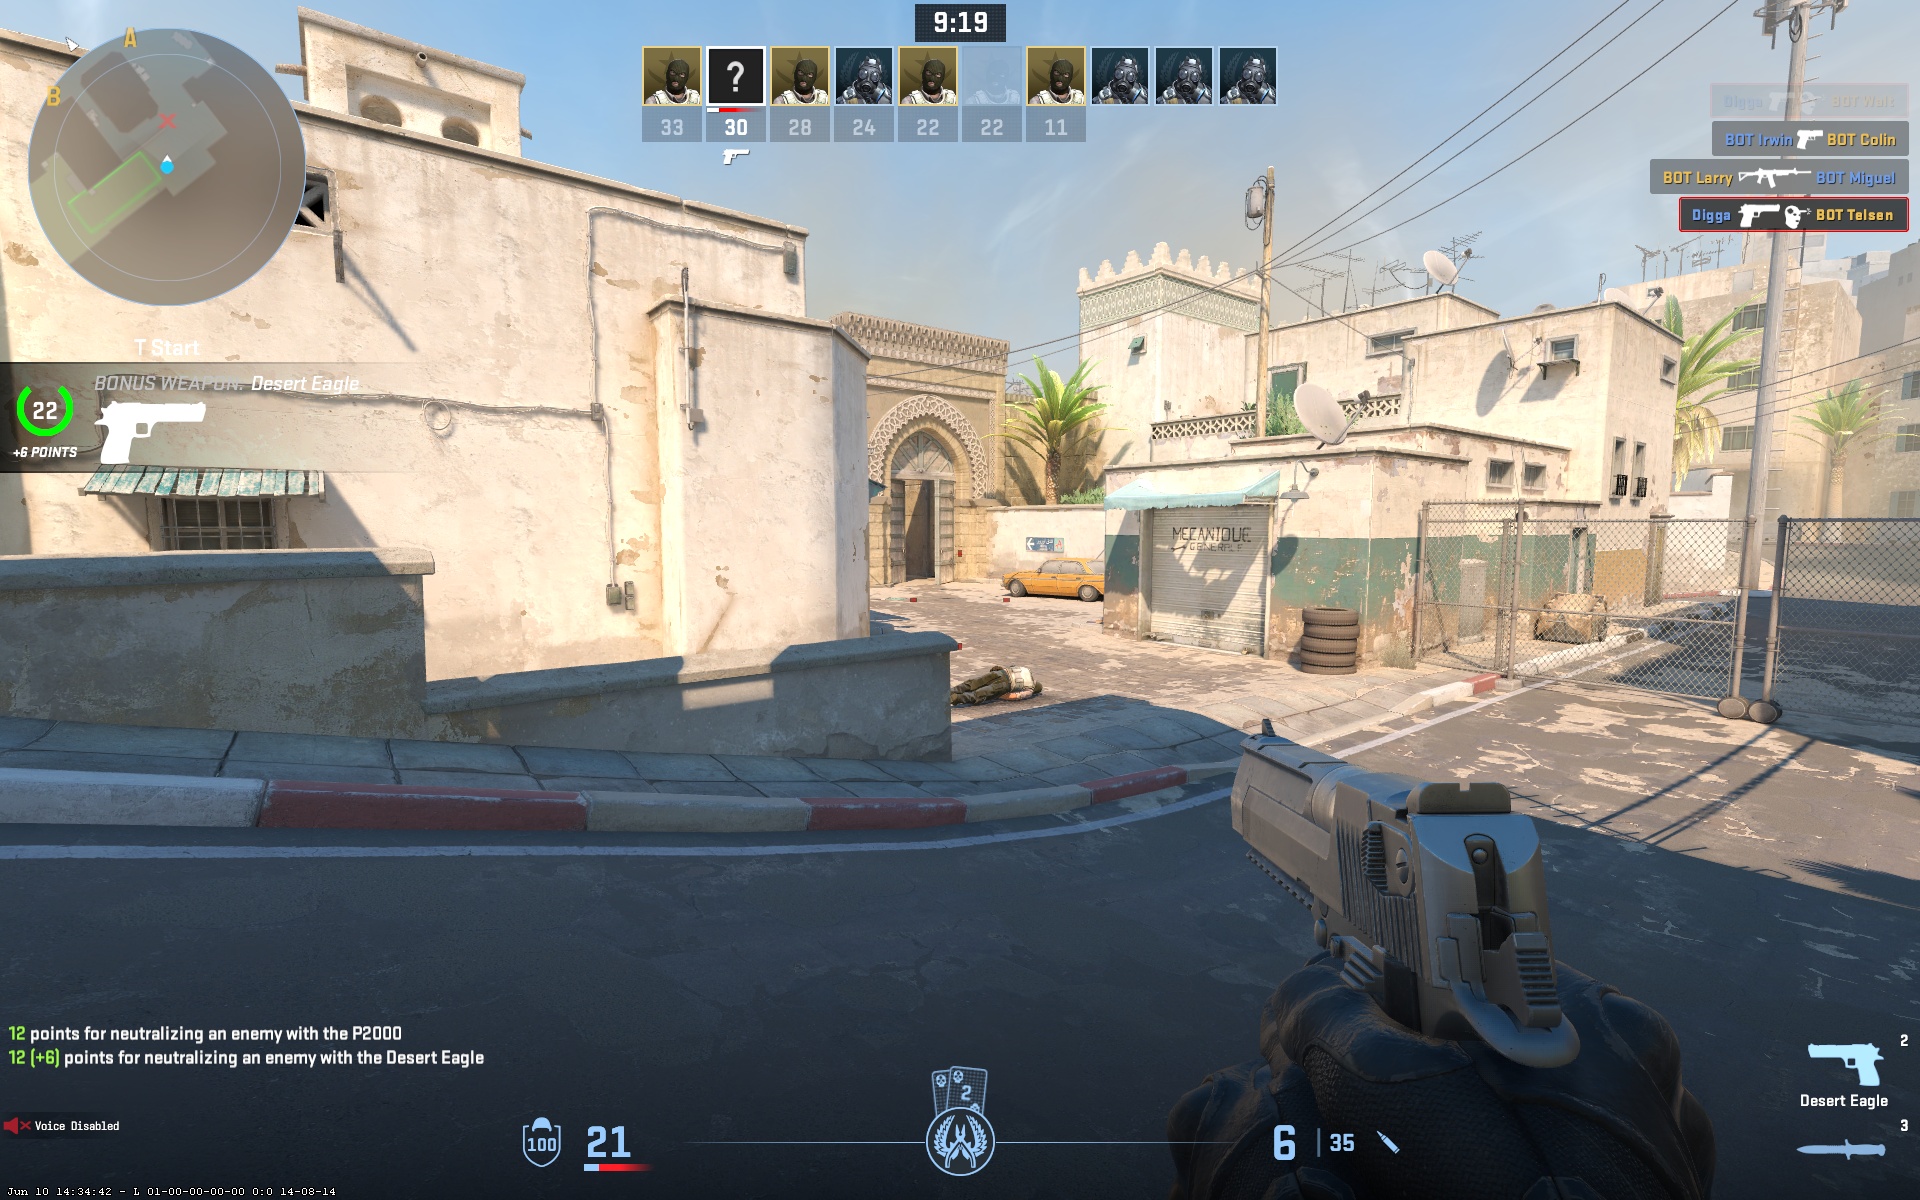 9:19
A
B
?
33 30 28 24 22 22 11
Digga BOT Walt
BOT Irwin BOT Colin
BOT Larry BOT Miguel
Digga BOT Telsen
T Start
BONUS WEAPON: Desert Eagle
22
+6 POINTS
MECANIQUE
GENERALE
12 points for neutralizing an enemy with the P2000
12 (+6) points for neutralizing an enemy with the Desert Eagle
Voice Disabled
100 21
2
6 | 35
2
Desert Eagle
3
Jun 10 14:34:42 - L 01-00-00-00-00 0:0 14-08-14